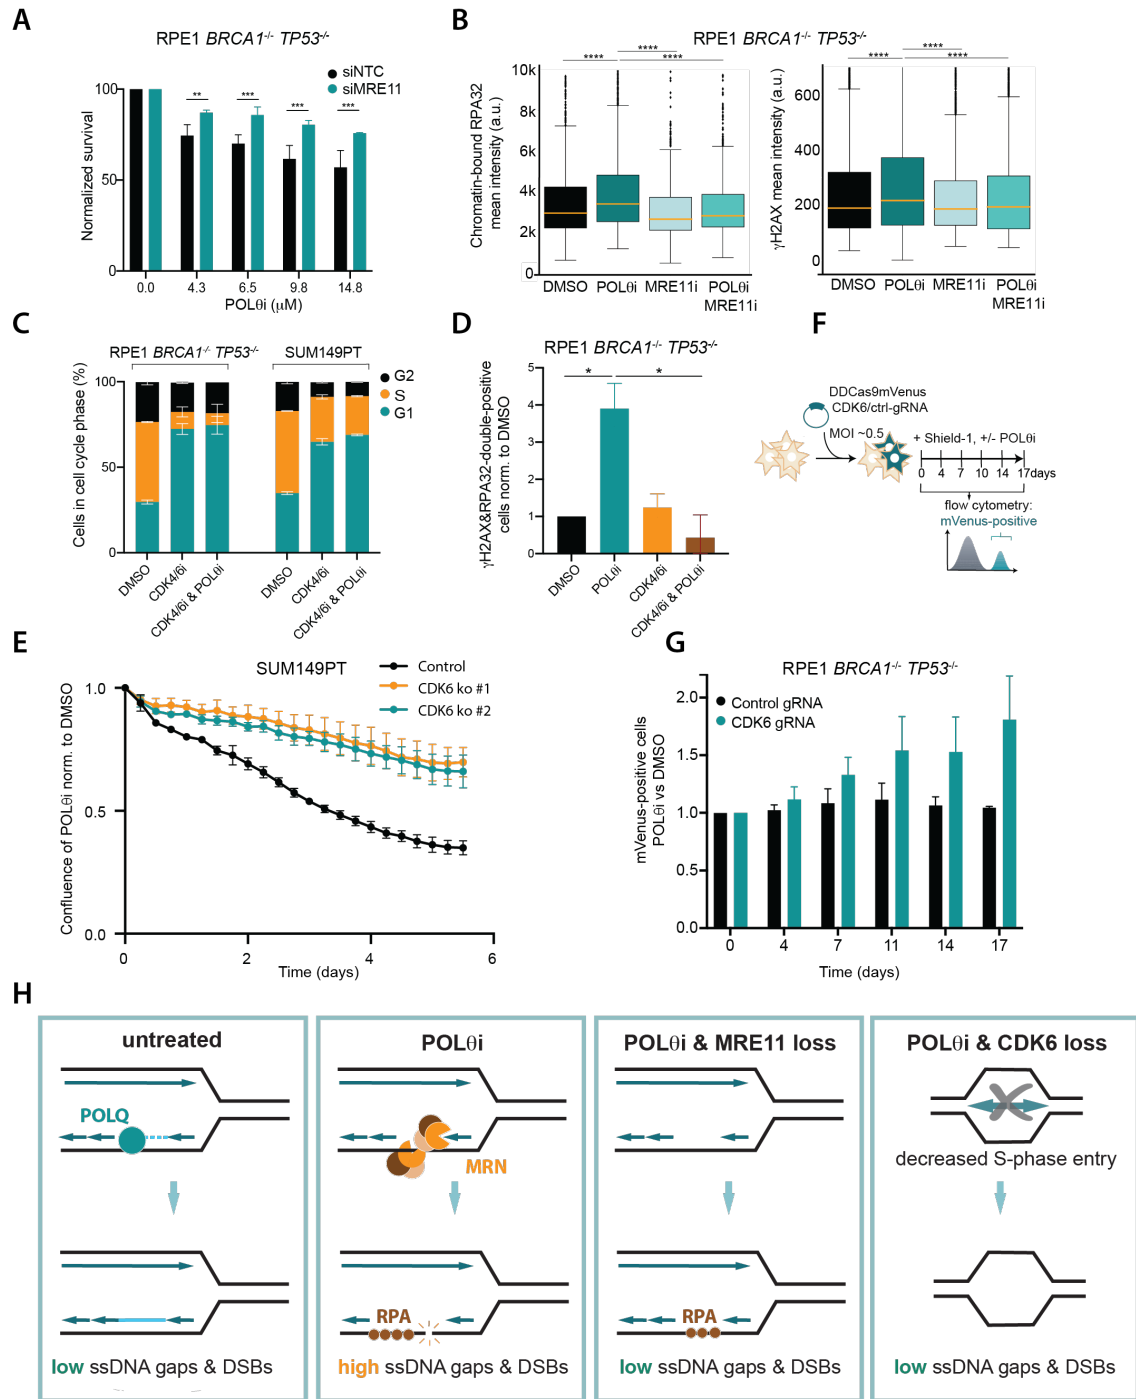 A
RPE1 BRCA1-/- TP53-/-
siNTC
siMRE11
Normalized survival
100
50
0
** *** *** ***
0.0 4.3 6.5 9.8 14.8
POLθi (μM)
B
RPE1 BRCA1-/- TP53-/-
Chromatin-bound RPA32
mean intensity (a.u.)
10k
8k
6k
4k
2k
0
****
**** ****
DMSO POLθi MRE11i POLθi
MRE11i
γH2AX mean intensity (a.u.)
600
400
200
0
****
**** ****
DMSO POLθi MRE11i POLθi
MRE11i
C
RPE1 BRCA1-/- TP53-/-
SUM149PT
G2
S
G1
Cells in cell cycle phase (%)
100
50
0
DMSO
CDK4/6i
CDK4/6i & POLθi
DMSO
CDK4/6i
CDK4/6i & POLθi
D
RPE1 BRCA1-/- TP53-/-
γH2AX&RPA32-double-positive
cells norm. to DMSO
5
4
3
2
1
0
* *
DMSO
POLθi
CDK4/6i
CDK4/6i & POLθi
F
DDCas9mVenus
CDK6/ctrl-gRNA
MOI ~0.5
+ Shield-1, +/- POLθi
0 4 7 10 14 17days
flow cytometry:
mVenus-positive
E
SUM149PT
Control
CDK6 ko #1
CDK6 ko #2
Confluence of POLθi norm. to DMSO
1.0
0.5
0.0
0 2 4 6
Time (days)
G
RPE1 BRCA1-/- TP53-/-
Control gRNA
CDK6 gRNA
mVenus-positive cells
POLθi vs DMSO
2.0
1.5
1.0
0.5
0.0
0 4 7 11 14 17
Time (days)
H
untreated
POLQ
low ssDNA gaps & DSBs
POLθi
MRN
RPA
high ssDNA gaps & DSBs
POLθi & MRE11 loss
RPA
low ssDNA gaps & DSBs
POLθi & CDK6 loss
decreased S-phase entry
low ssDNA gaps & DSBs